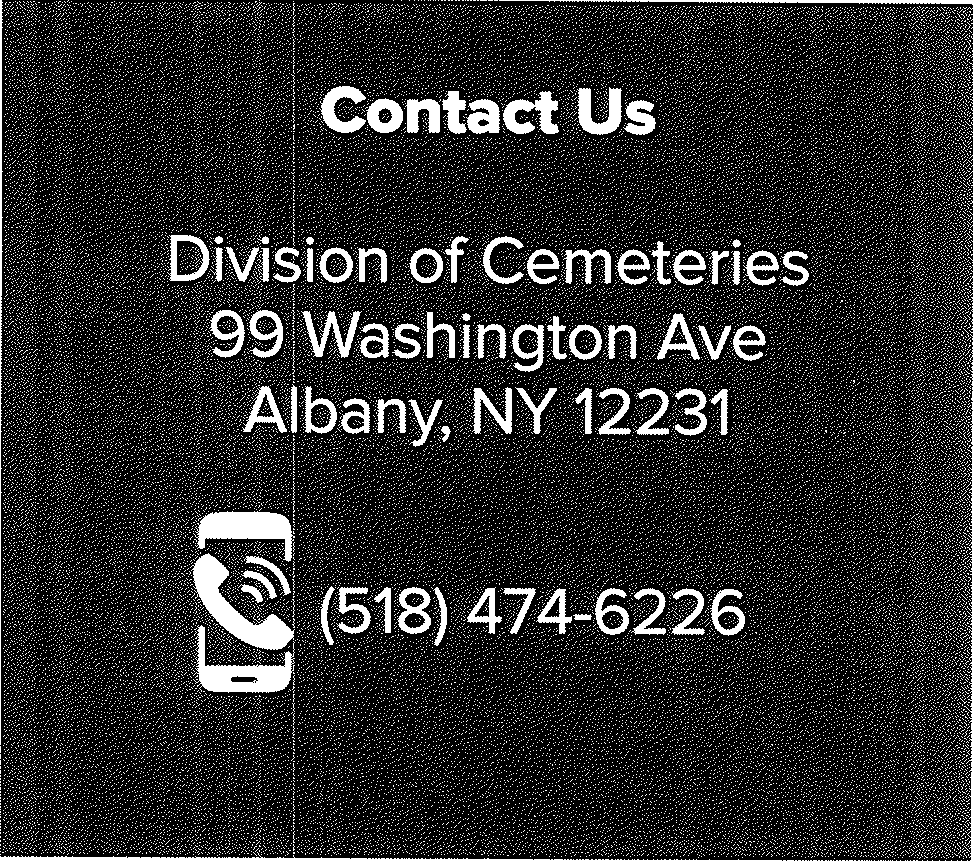 Contact Us
Division of Cemeteries
99 Washington Ave
Albany, NY 12231
(518) 474-6226